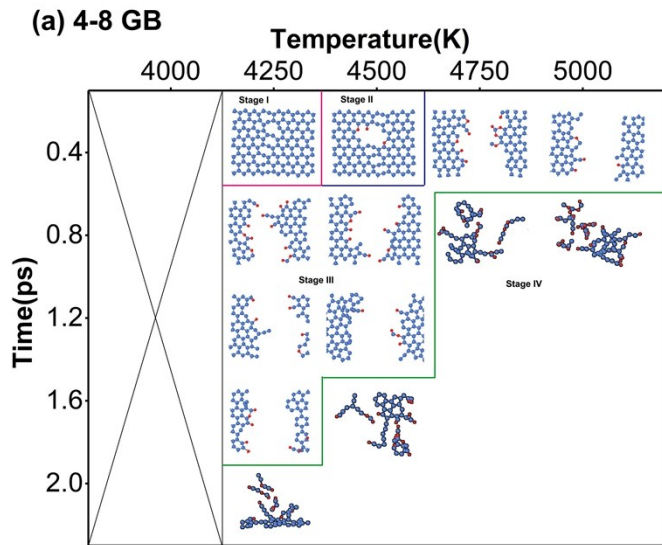 (a) 4-8 GB
Temperature(K)
4000 4250 4500 4750 5000
Stage I
Stage II
0.4
0.8
Stage III
Stage IV
Time(ps)
1.2
1.6
2.0